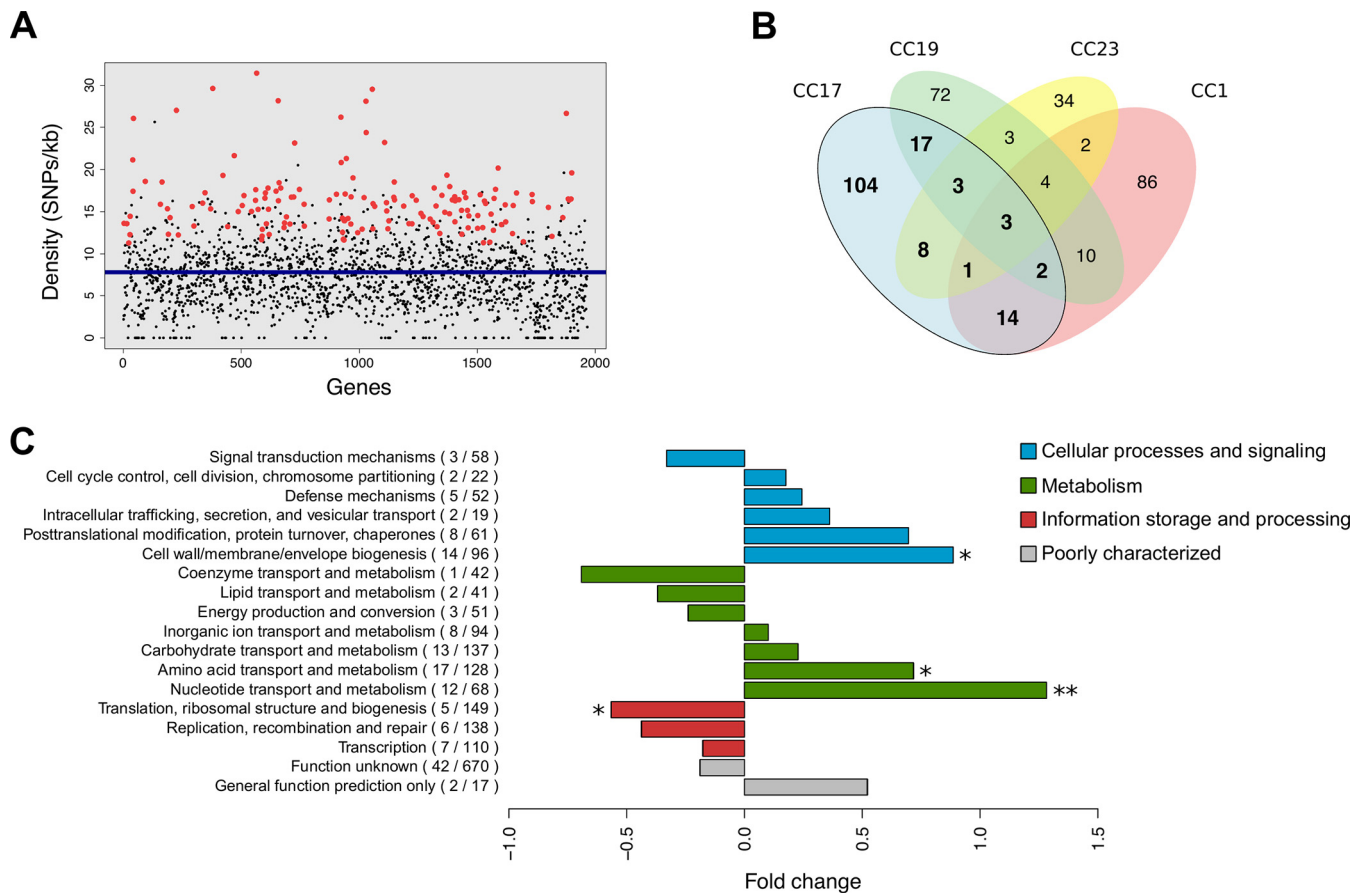 A
Density (SNPs/kb)
30
25
20
15
10
5
0
0 500 1000 1500 2000
Genes
B
CC19 CC23
CC17 CC1
72 34
17 3 2
104 3 4 86
3
8 1 2 10
14
C
Signal transduction mechanisms ( 3 / 58 )
Cell cycle control, cell division, chromosome partitioning ( 2 / 22 )
Defense mechanisms ( 5 / 52 )
Intracellular trafficking, secretion, and vesicular transport ( 2 / 19 )
Posttranslational modification, protein turnover, chaperones ( 8 / 61 )
Cell wall/membrane/envelope biogenesis ( 14 / 96 ) *
Coenzyme transport and metabolism ( 1 / 42 )
Lipid transport and metabolism ( 2 / 41 )
Energy production and conversion ( 3 / 51 )
Inorganic ion transport and metabolism ( 8 / 94 )
Carbohydrate transport and metabolism ( 13 / 137 )
Amino acid transport and metabolism ( 17 / 128 ) *
Nucleotide transport and metabolism ( 12 / 68 ) **
Translation, ribosomal structure and biogenesis ( 5 / 149 ) *
Replication, recombination and repair ( 6 / 138 )
Transcription ( 7 / 110 )
Function unknown ( 42 / 670 )
General function prediction only ( 2 / 17 )
Cellular processes and signaling
Metabolism
Information storage and processing
Poorly characterized
−1.0 −0.5 0.0 0.5 1.0 1.5
Fold change